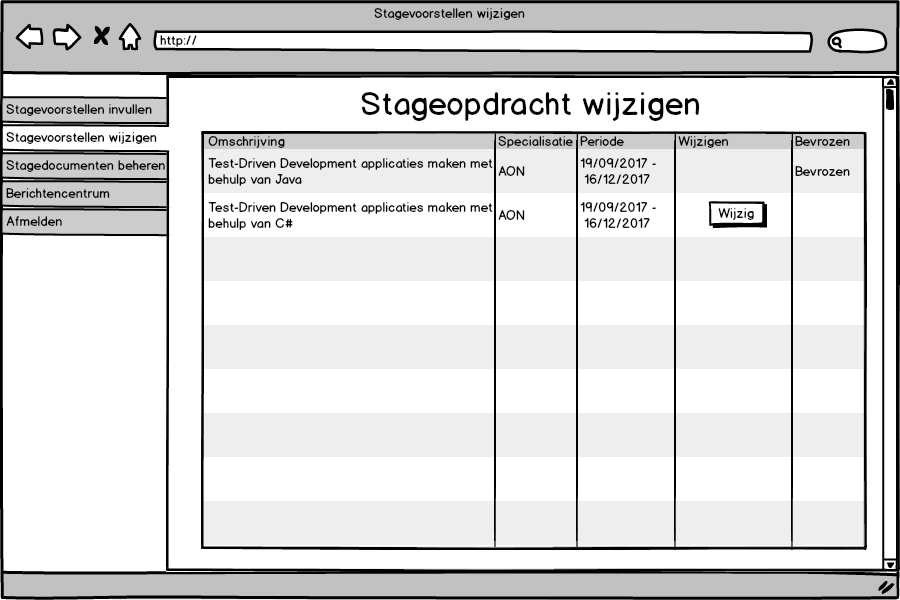 Stagevoorstellen wijzigen
http://
Stagevoorstellen invullen
Stagevoorstellen wijzigen
Stagedocumenten beheren
Berichtencentrum
Afmelden
Stageopdracht wijzigen
Omschrijving Specialisatie Periode Wijzigen Bevrozen
Test-Driven Development applicaties maken met
behulp van Java
AON
19/09/2017 -
16/12/2017
Bevrozen
Test-Driven Development applicaties maken met
behulp van C#
AON
19/09/2017 -
16/12/2017
Wijzig